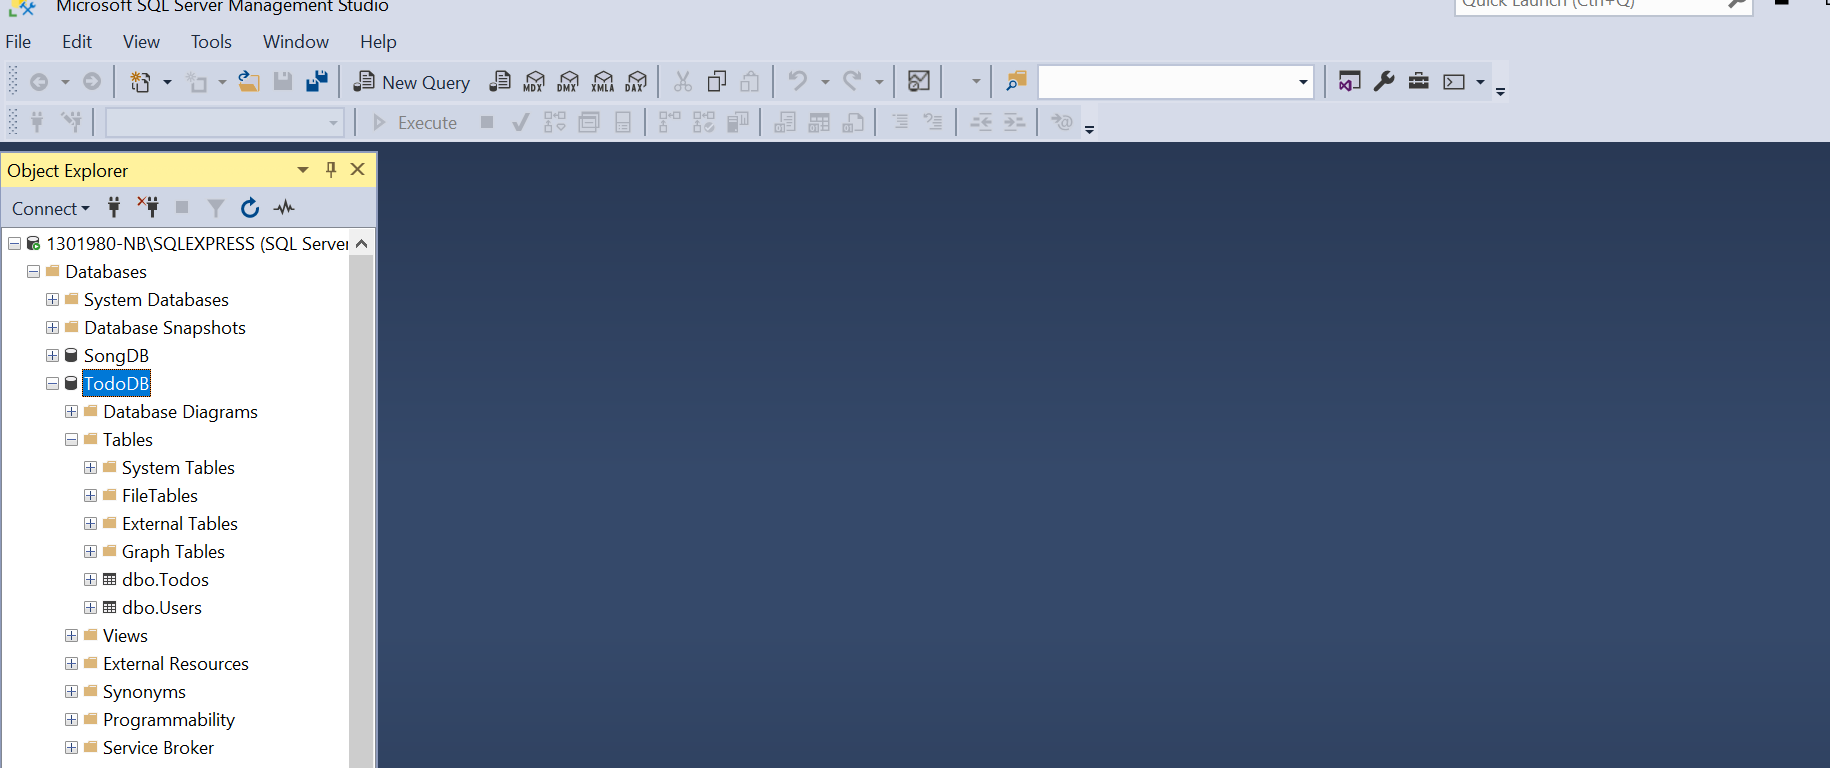 Microsoft SQL Server Management Studio
Quick Launch (Ctrl+Q)
File Edit View Tools Window Help
New Query MDX DMX XMLA DAX
Execute
Object Explorer
Connect
1301980-NB\SQLEXPRESS (SQL Server
Databases
System Databases
Database Snapshots
SongDB
TodoDB
Database Diagrams
Tables
System Tables
FileTables
External Tables
Graph Tables
dbo.Todos
dbo.Users
Views
External Resources
Synonyms
Programmability
Service Broker